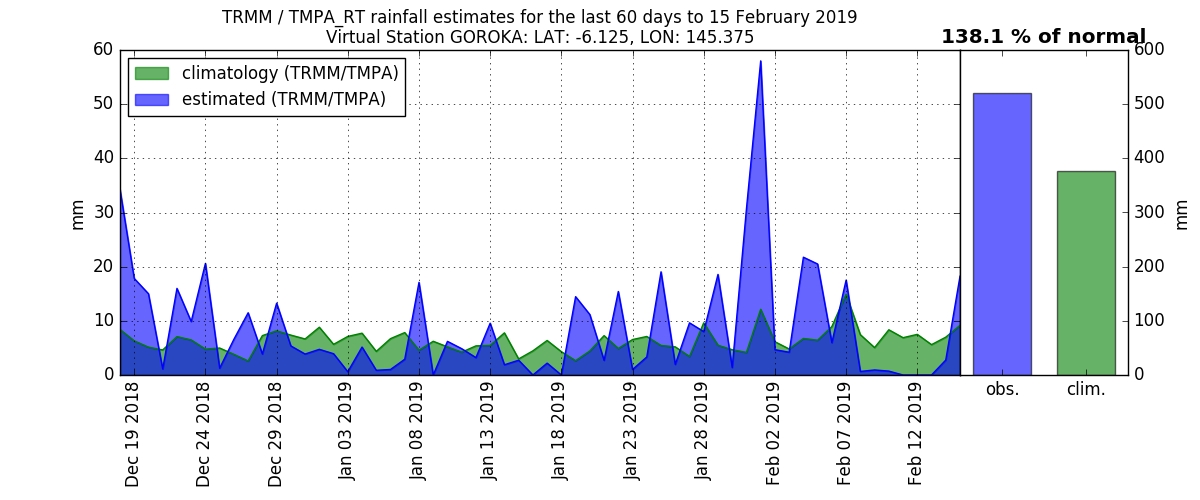 TRMM / TMPA_RT rainfall estimates for the last 60 days to 15 February 2019
Virtual Station GOROKA: LAT: -6.125, LON: 145.375
138.1 % of normal
climatology (TRMM/TMPA)
estimated (TRMM/TMPA)
60
50
40
30
20
10
0
mm
600
500
400
300
200
100
0
mm
Dec 19 2018
Dec 24 2018
Dec 29 2018
Jan 03 2019
Jan 08 2019
Jan 13 2019
Jan 18 2019
Jan 23 2019
Jan 28 2019
Feb 02 2019
Feb 07 2019
Feb 12 2019
obs.
clim.